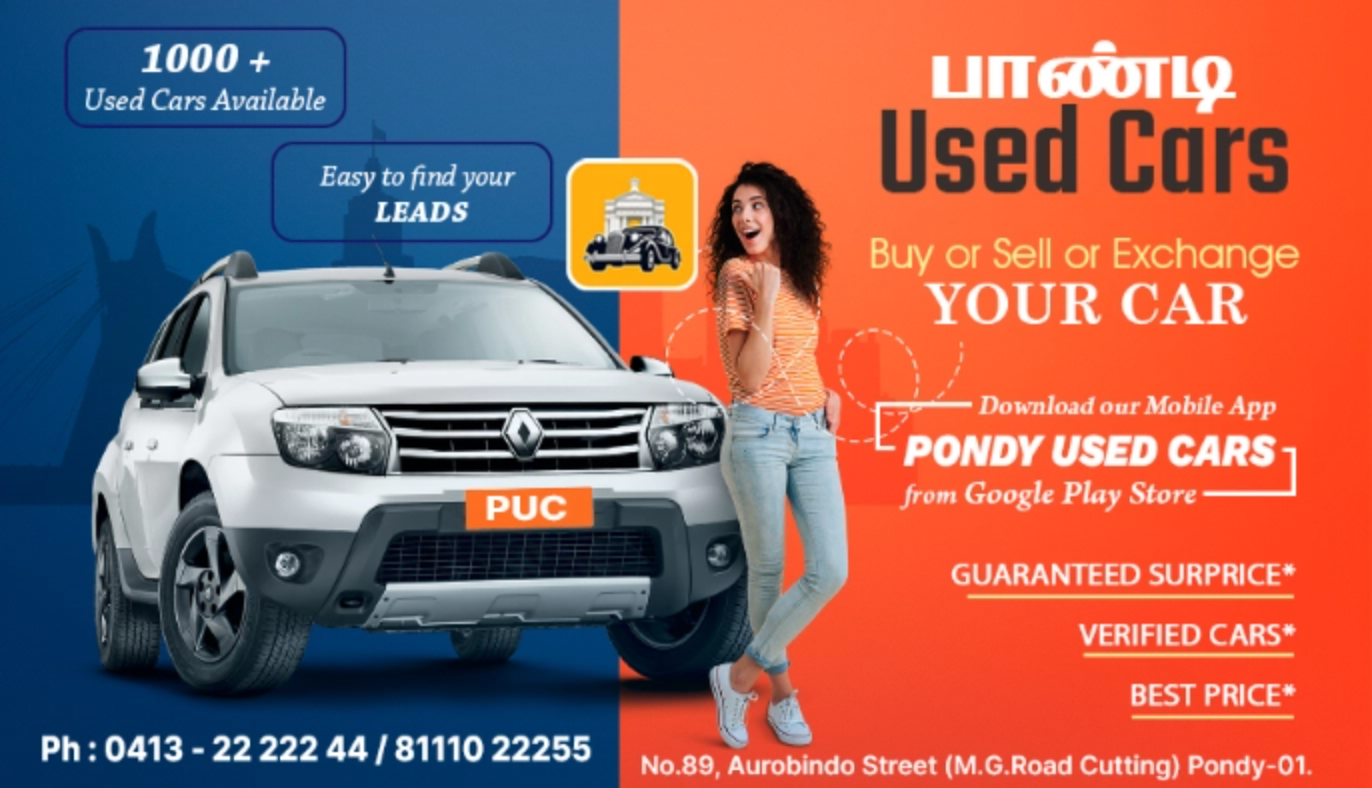 1000 +
Used Cars Available
Easy to find your
LEADS
PUC
Ph : 0413 - 22 222 44 / 81110 22255
பாண்டி
Used Cars
Buy or Sell or Exchange
YOUR CAR
Download our Mobile App
PONDY USED CARS
from Google Play Store
GUARANTEED SURPRICE*
VERIFIED CARS*
BEST PRICE*
No.89, Aurobindo Street (M.G.Road Cutting) Pondy-01.